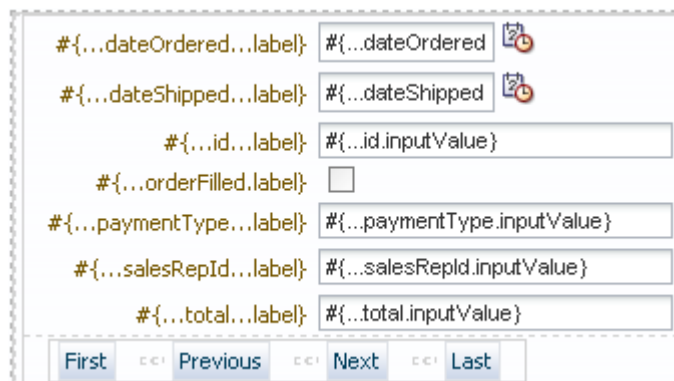 #{...dateOrdered...label} #{...dateOrdered
#{...dateShipped...label} #{...dateShipped
#{...id...label} #{...id.inputValue}
#{...orderFilled.label}
#{...paymentType...label} #{...paymentType.inputValue}
#{...salesRepId...label} #{...salesRepId.inputValue}
#{...total...label} #{...total.inputValue}
First Previous Next Last